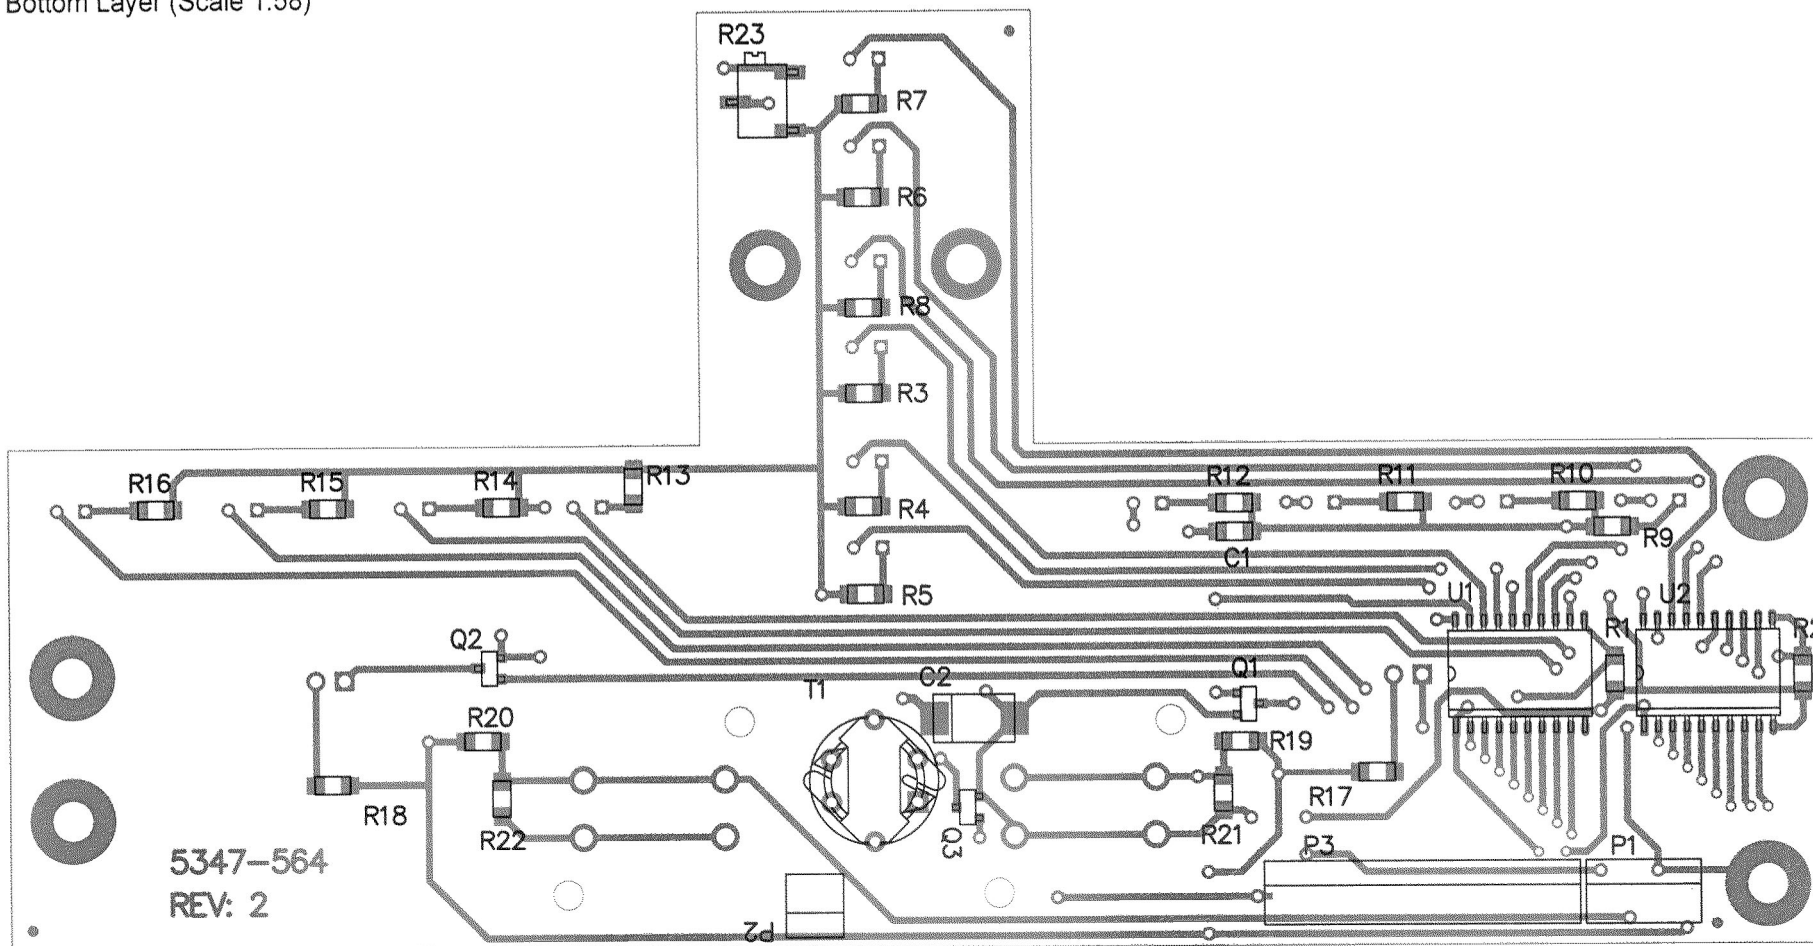 Bottom Layer (Scale 1:58)
R23
R7
R6
R8
R3
R4
R5
R16
R15
R14
R13
R12
R11
R10
R9
C1
U1
U2
R1
Q2
T1
C2
Q1
R20
R19
R18
R22
Q3
R21
R17
P3
P1
P2
5347-564
REV: 2